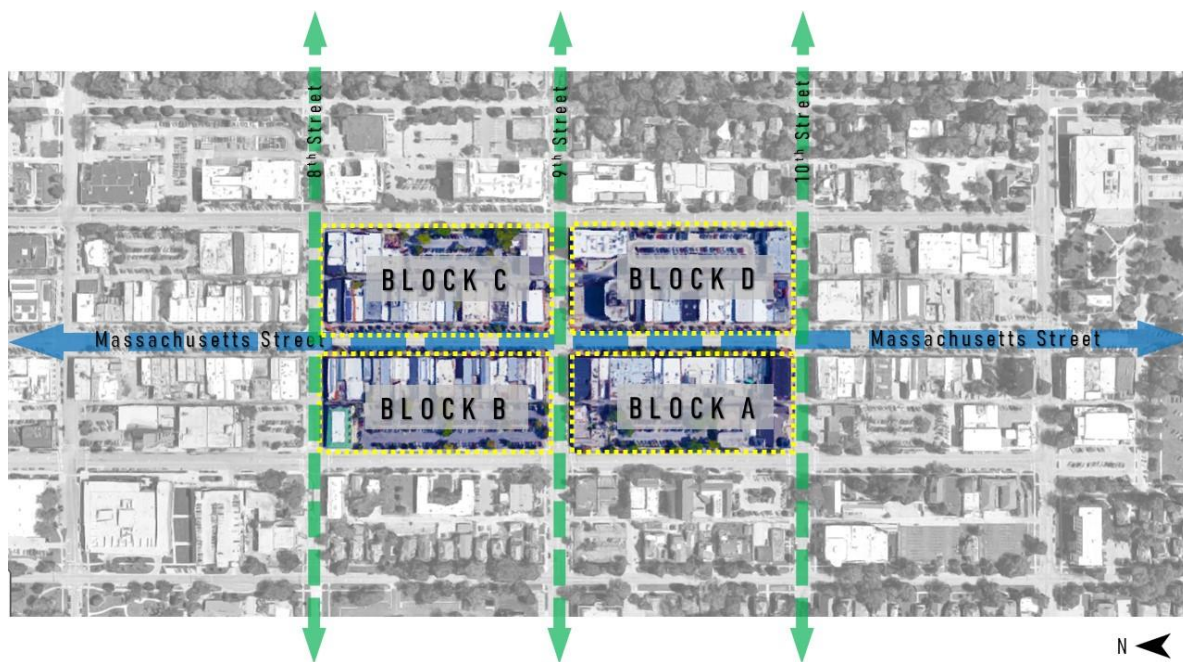 8th Street
9th Street
10th Street
BLOCK C
BLOCK D
Massachusetts Street
Massachusetts Street
BLOCK B
BLOCK A
N